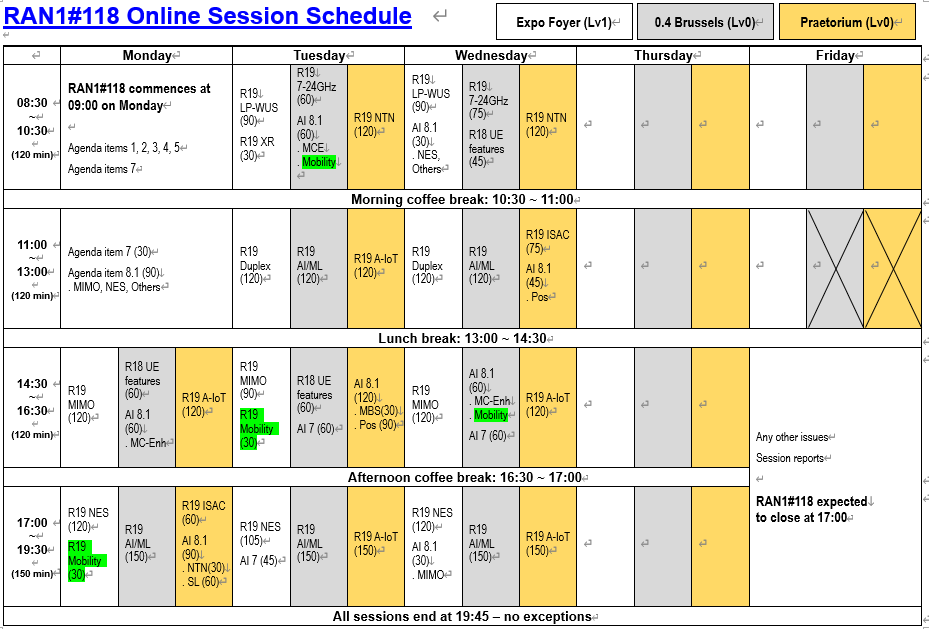 RAN1#118 Online Session Schedule
Expo Foyer (Lv1)
0.4 Brussels (Lv0)
Praetorium (Lv0)
Monday
Tuesday
Wednesday
Thursday
Friday
08:30
~
10:30
(120 min)
RAN1#118 commences at
09:00 on Monday
Agenda items 1, 2, 3, 4, 5
Agenda items 7
R19
LP-WUS
(90)
R19 XR
(30)
R19
7-24GHz
(60)
AI 8.1
(60)
. MCE
. Mobility
R19 NTN
(120)
R19
LP-WUS
(90)
AI 8.1
(30)
. NES,
Others
R19
7-24GHz
(75)
R18 UE
features
(45)
R19 NTN
(120)
Morning coffee break: 10:30 ~ 11:00
11:00
~
13:00
(120 min)
Agenda item 7 (30)
Agenda item 8.1 (90)
. MIMO, NES, Others
R19
Duplex
(120)
R19
AI/ML
(120)
R19 A-IoT
(120)
R19
Duplex
(120)
R19
AI/ML
(120)
R19 ISAC
(75)
AI 8.1
(45)
. Pos
Lunch break: 13:00 ~ 14:30
14:30
~
16:30
(120 min)
R19
MIMO
(120)
R18 UE
features
(60)
AI 8.1
(60)
. MC-Enh
R19 A-IoT
(120)
R19
MIMO
(90)
R19
Mobility
(30)
R18 UE
features
(60)
AI 7 (60)
AI 8.1
(120)
. MBS(30)
. Pos (90)
R19
MIMO
(120)
AI 8.1
(60)
. MC-Enh
. Mobility
AI 7 (60)
R19 A-IoT
(120)
Any other issues
Session reports
RAN1#118 expected
to close at 17:00
Afternoon coffee break: 16:30 ~ 17:00
17:00
~
19:30
(150 min)
R19 NES
(120)
R19
Mobility
(30)
R19
AI/ML
(150)
R19 ISAC
(60)
AI 8.1
(90)
. NTN(30)
. SL (60)
R19 NES
(105)
AI 7 (45)
R19
AI/ML
(150)
R19 A-IoT
(150)
R19 NES
(120)
AI 8.1
(30)
. MIMO
R19
AI/ML
(150)
R19 A-IoT
(150)
All sessions end at 19:45 – no exceptions